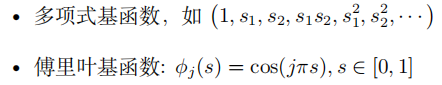 • 多项式基函数，如 (1, s₁, s₂, s₁s₂, s₁², s₂², ⋯)
• 傅里叶基函数: ϕⱼ(s) = cos(jπs), s ∈ [0, 1]